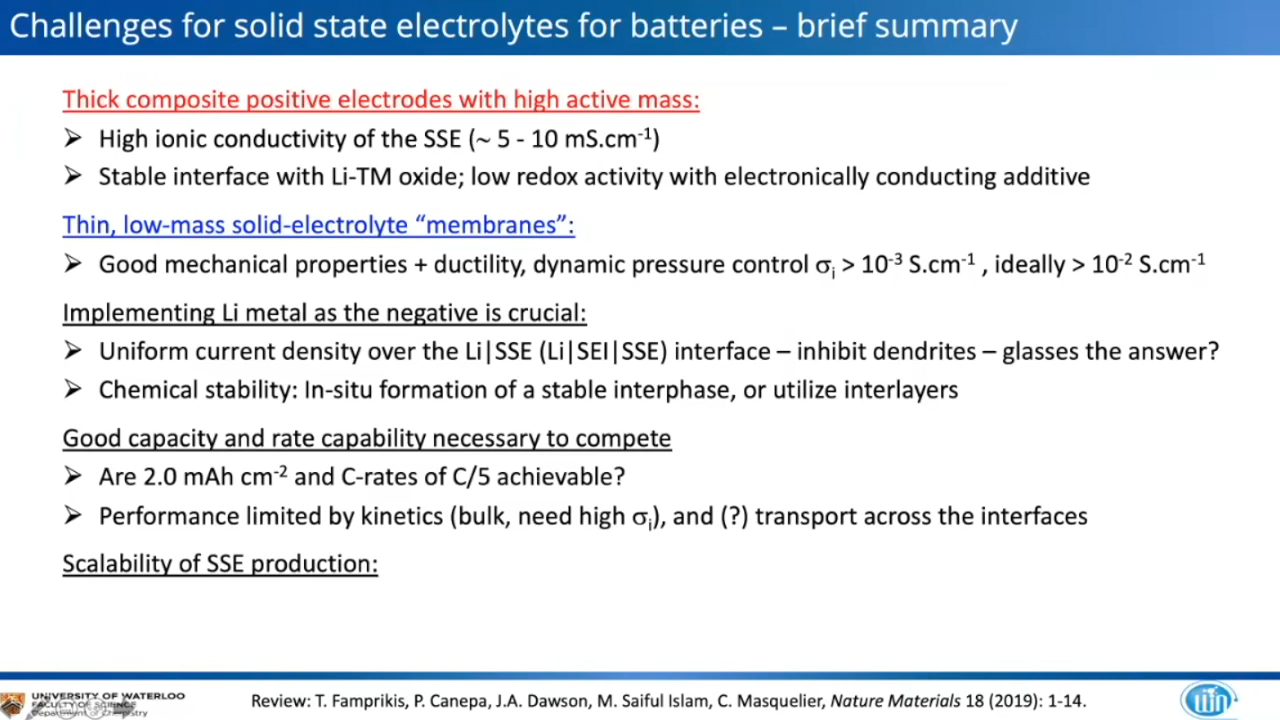 Challenges for solid state electrolytes for batteries – brief summary
Thick composite positive electrodes with high active mass:
➢ High ionic conductivity of the SSE (~ 5 - 10 mS.cm⁻¹)
➢ Stable interface with Li-TM oxide; low redox activity with electronically conducting additive
Thin, low-mass solid-electrolyte “membranes”:
➢ Good mechanical properties + ductility, dynamic pressure control σᵢ > 10⁻³ S.cm⁻¹ , ideally > 10⁻² S.cm⁻¹
Implementing Li metal as the negative is crucial:
➢ Uniform current density over the Li|SSE (Li|SEI|SSE) interface – inhibit dendrites – glasses the answer?
➢ Chemical stability: In-situ formation of a stable interphase, or utilize interlayers
Good capacity and rate capability necessary to compete
➢ Are 2.0 mAh cm⁻² and C-rates of C/5 achievable?
➢ Performance limited by kinetics (bulk, need high σᵢ), and (?) transport across the interfaces
Scalability of SSE production:
UNIVERSITY OF WATERLOO
FACULTY OF SCIENCE
Department of Chemistry
Review: T. Famprikis, P. Canepa, J.A. Dawson, M. Saiful Islam, C. Masquelier, Nature Materials 18 (2019): 1-14.